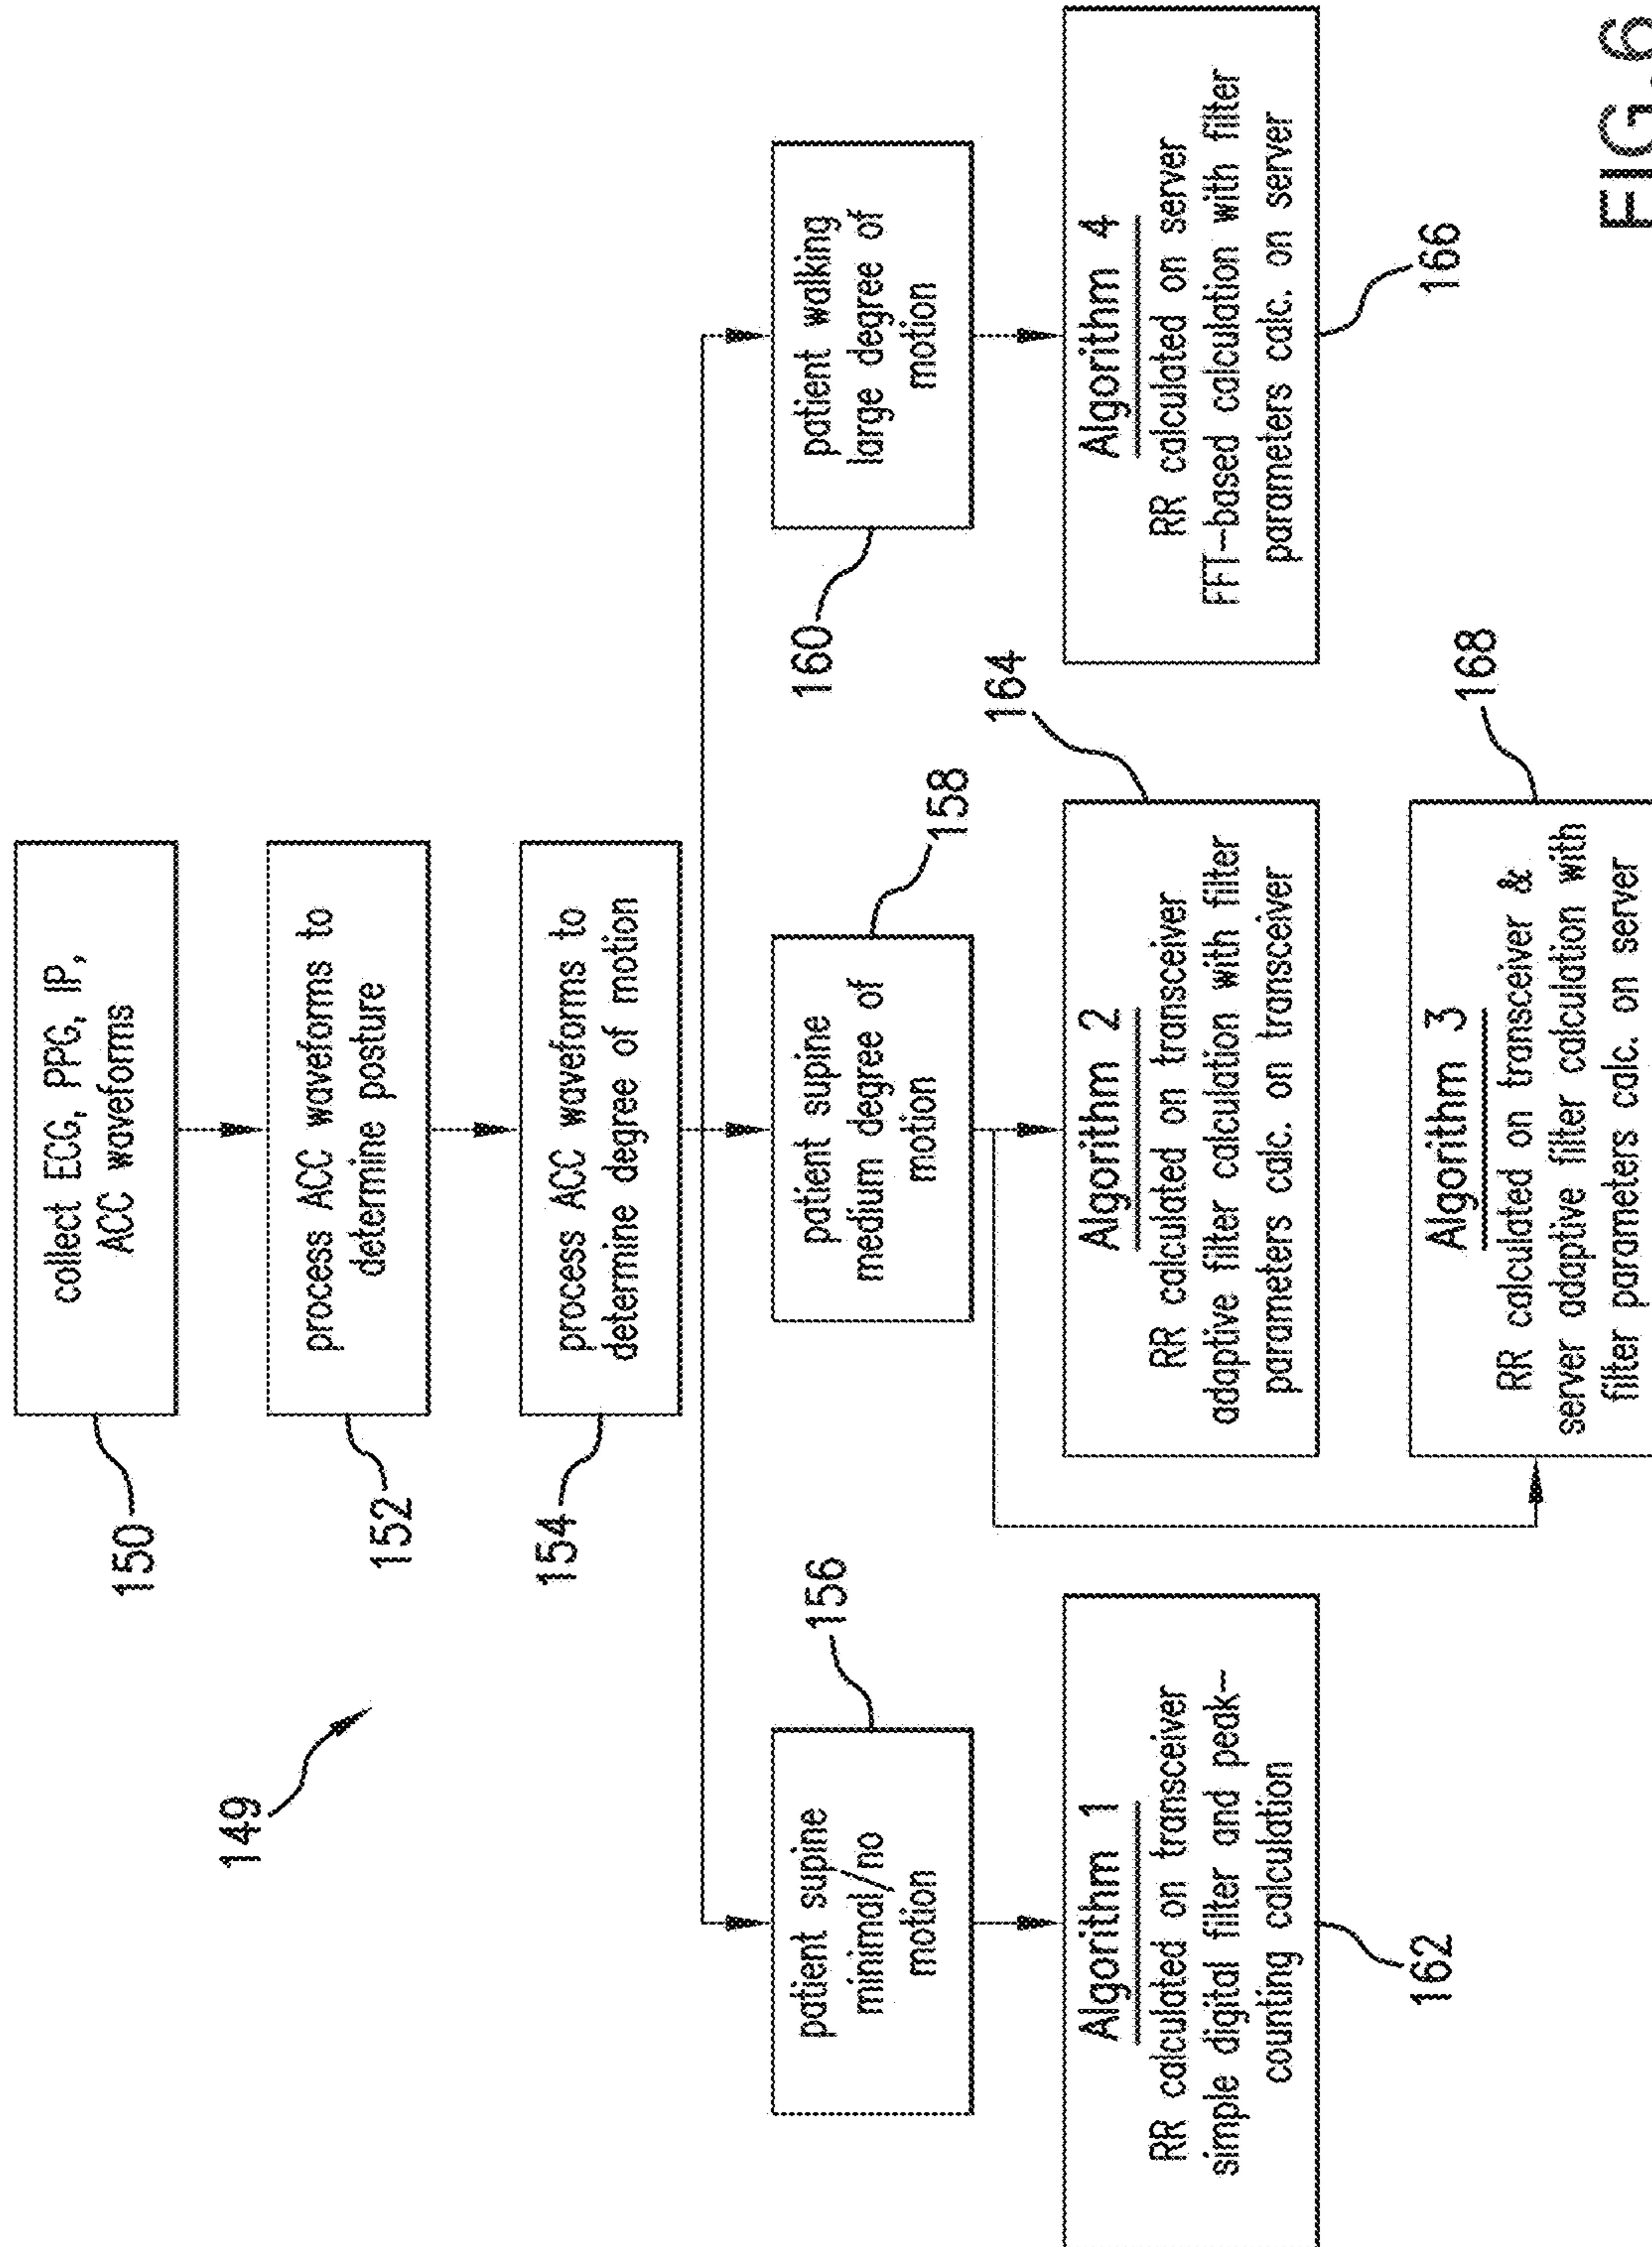 149
150
collect ECG, PPG, IP,
ACC waveforms
152
process ACC waveforms to
determine posture
154
process ACC waveforms to
determine degree of motion
156
patient supine
minimal/no
motion
158
patient supine
medium degree of
motion
160
patient walking
large degree of
motion
Algorithm 1
RR calculated on transceiver
simple digital filter and peak-
counting calculation
162
Algorithm 2
RR calculated on transceiver
adaptive filter calculation with filter
parameters calc. on transceiver
164
Algorithm 4
RR calculated on server
FFT-based calculation with filter
parameters calc. on server
166
Algorithm 3
RR calculated on transceiver &
server adaptive filter calculation with
filter parameters calc. on server
168
FIG.6